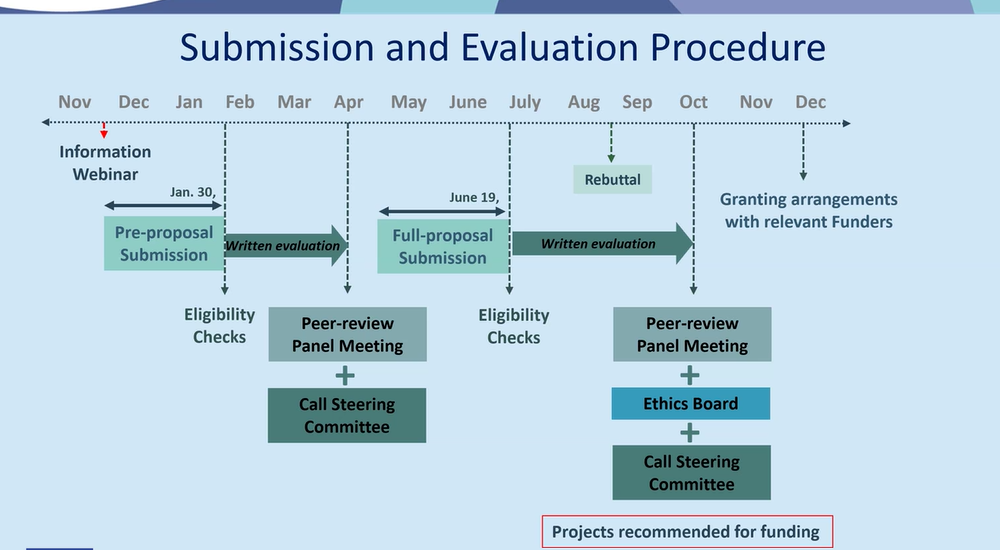 Submission and Evaluation Procedure
Nov Dec Jan Feb Mar Apr May June July Aug Sep Oct Nov Dec
Information
Webinar
Jan. 30,
Pre-proposal
Submission
Written evaluation
June 19,
Full-proposal
Submission
Written evaluation
Rebuttal
Granting arrangements
with relevant Funders
Eligibility
Checks
Peer-review
Panel Meeting
+
Call Steering
Committee
Eligibility
Checks
Peer-review
Panel Meeting
+
Ethics Board
+
Call Steering
Committee
Projects recommended for funding